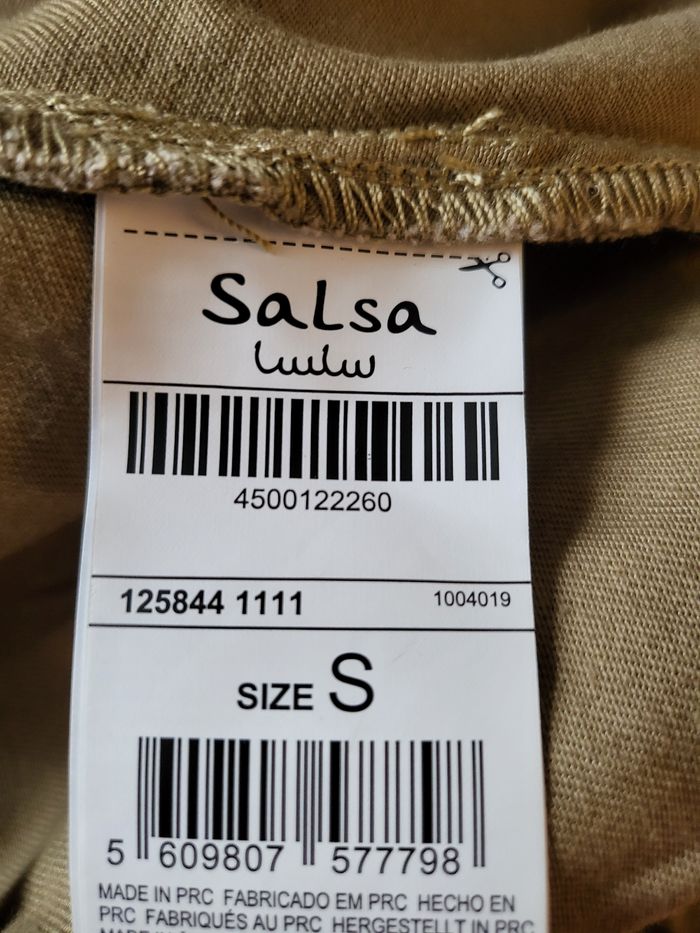 Salsa
سلسا
4500122260
125844 1111 1004019
SIZE S
5 609807 577798
MADE IN PRC FABRICADO EM PRC HECHO EN
PRC FABRIQUÉS AU PRC HERGESTELLT IN PRC